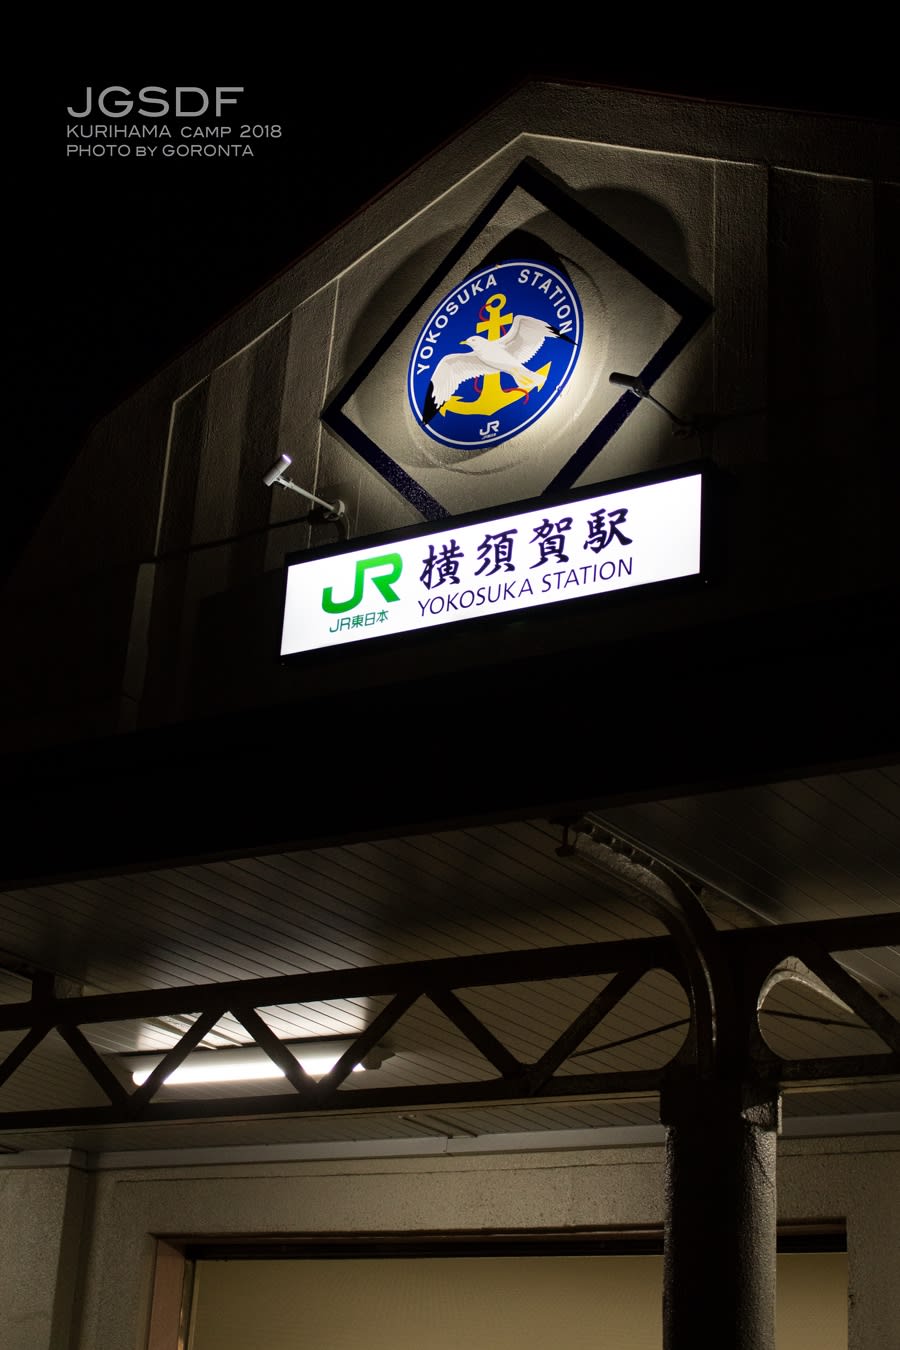 JGSDF
KURIHAMA CAMP 2018
PHOTO BY GORONTA
YOKOSUKA STATION
JR
JR 横須賀駅
JR東日本 YOKOSUKA STATION